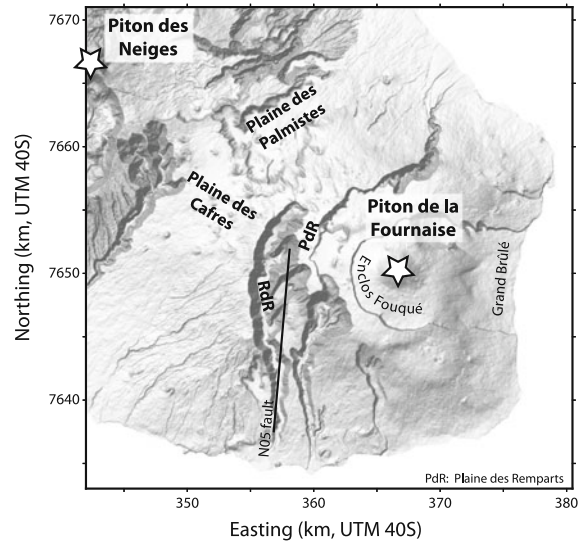 7670
7660
7650
7640
Northing (km, UTM 40S)
Piton des
Neiges
Plaine des
Palmistes
Plaine des
Cafres
Piton de la
Fournaise
PdR
RdR
Enclos Fouqué
Grand Brûlé
N05 fault
PdR: Plaine des Remparts
350
360
370
380
Easting (km, UTM 40S)